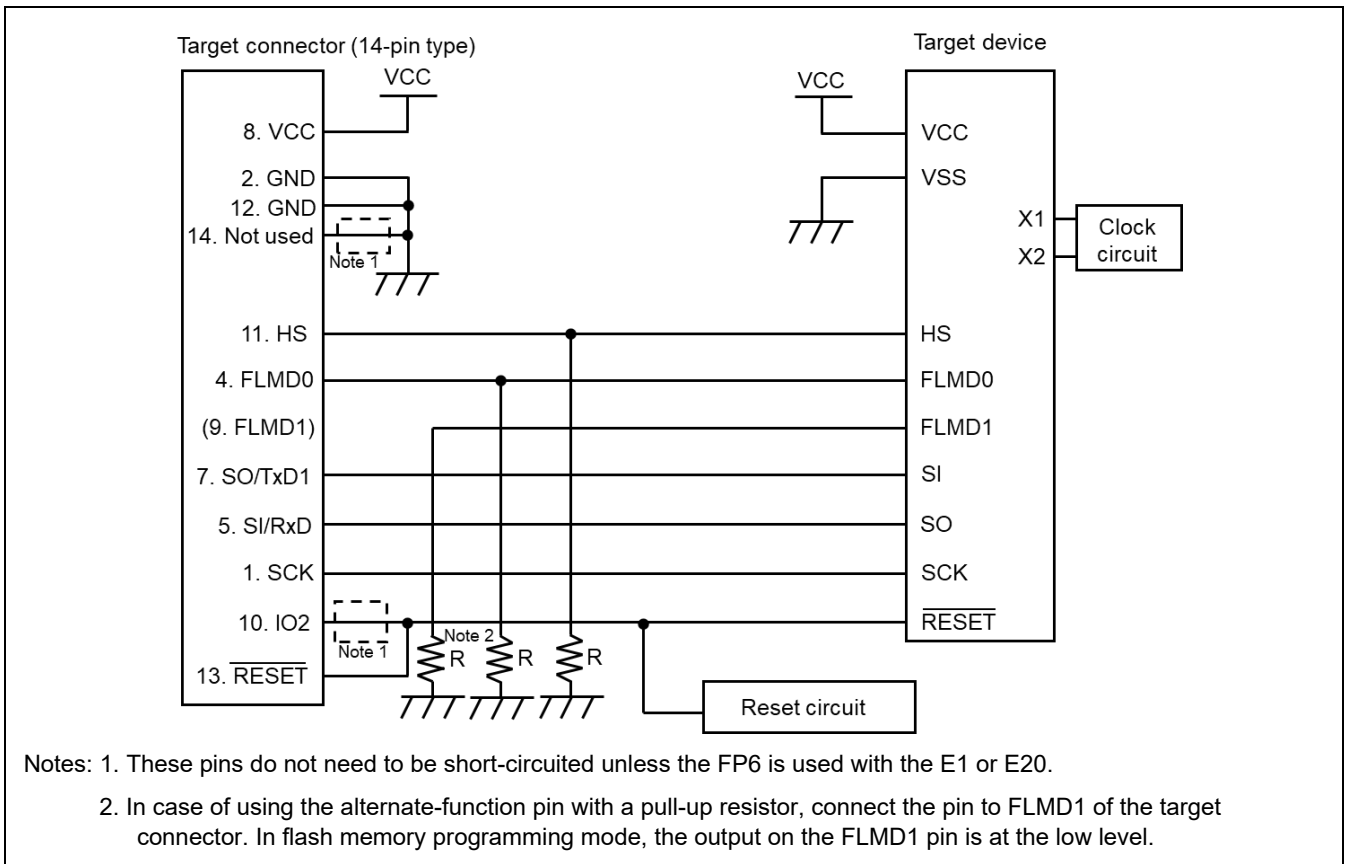 Target connector (14-pin type)
Target device
VCC
VCC
8. VCC
VCC
2. GND
VSS
12. GND
14. Not used
Note 1
X1
X2
Clock
circuit
11. HS
HS
4. FLMD0
FLMD0
(9. FLMD1)
FLMD1
7. SO/TxD1
SI
5. SI/RxD
SO
1. SCK
SCK
10. IO2
RESET
Note 1
Note 2
R
R
R
13. RESET
Reset circuit
Notes: 1. These pins do not need to be short-circuited unless the FP6 is used with the E1 or E20.
2. In case of using the alternate-function pin with a pull-up resistor, connect the pin to FLMD1 of the target
connector. In flash memory programming mode, the output on the FLMD1 pin is at the low level.